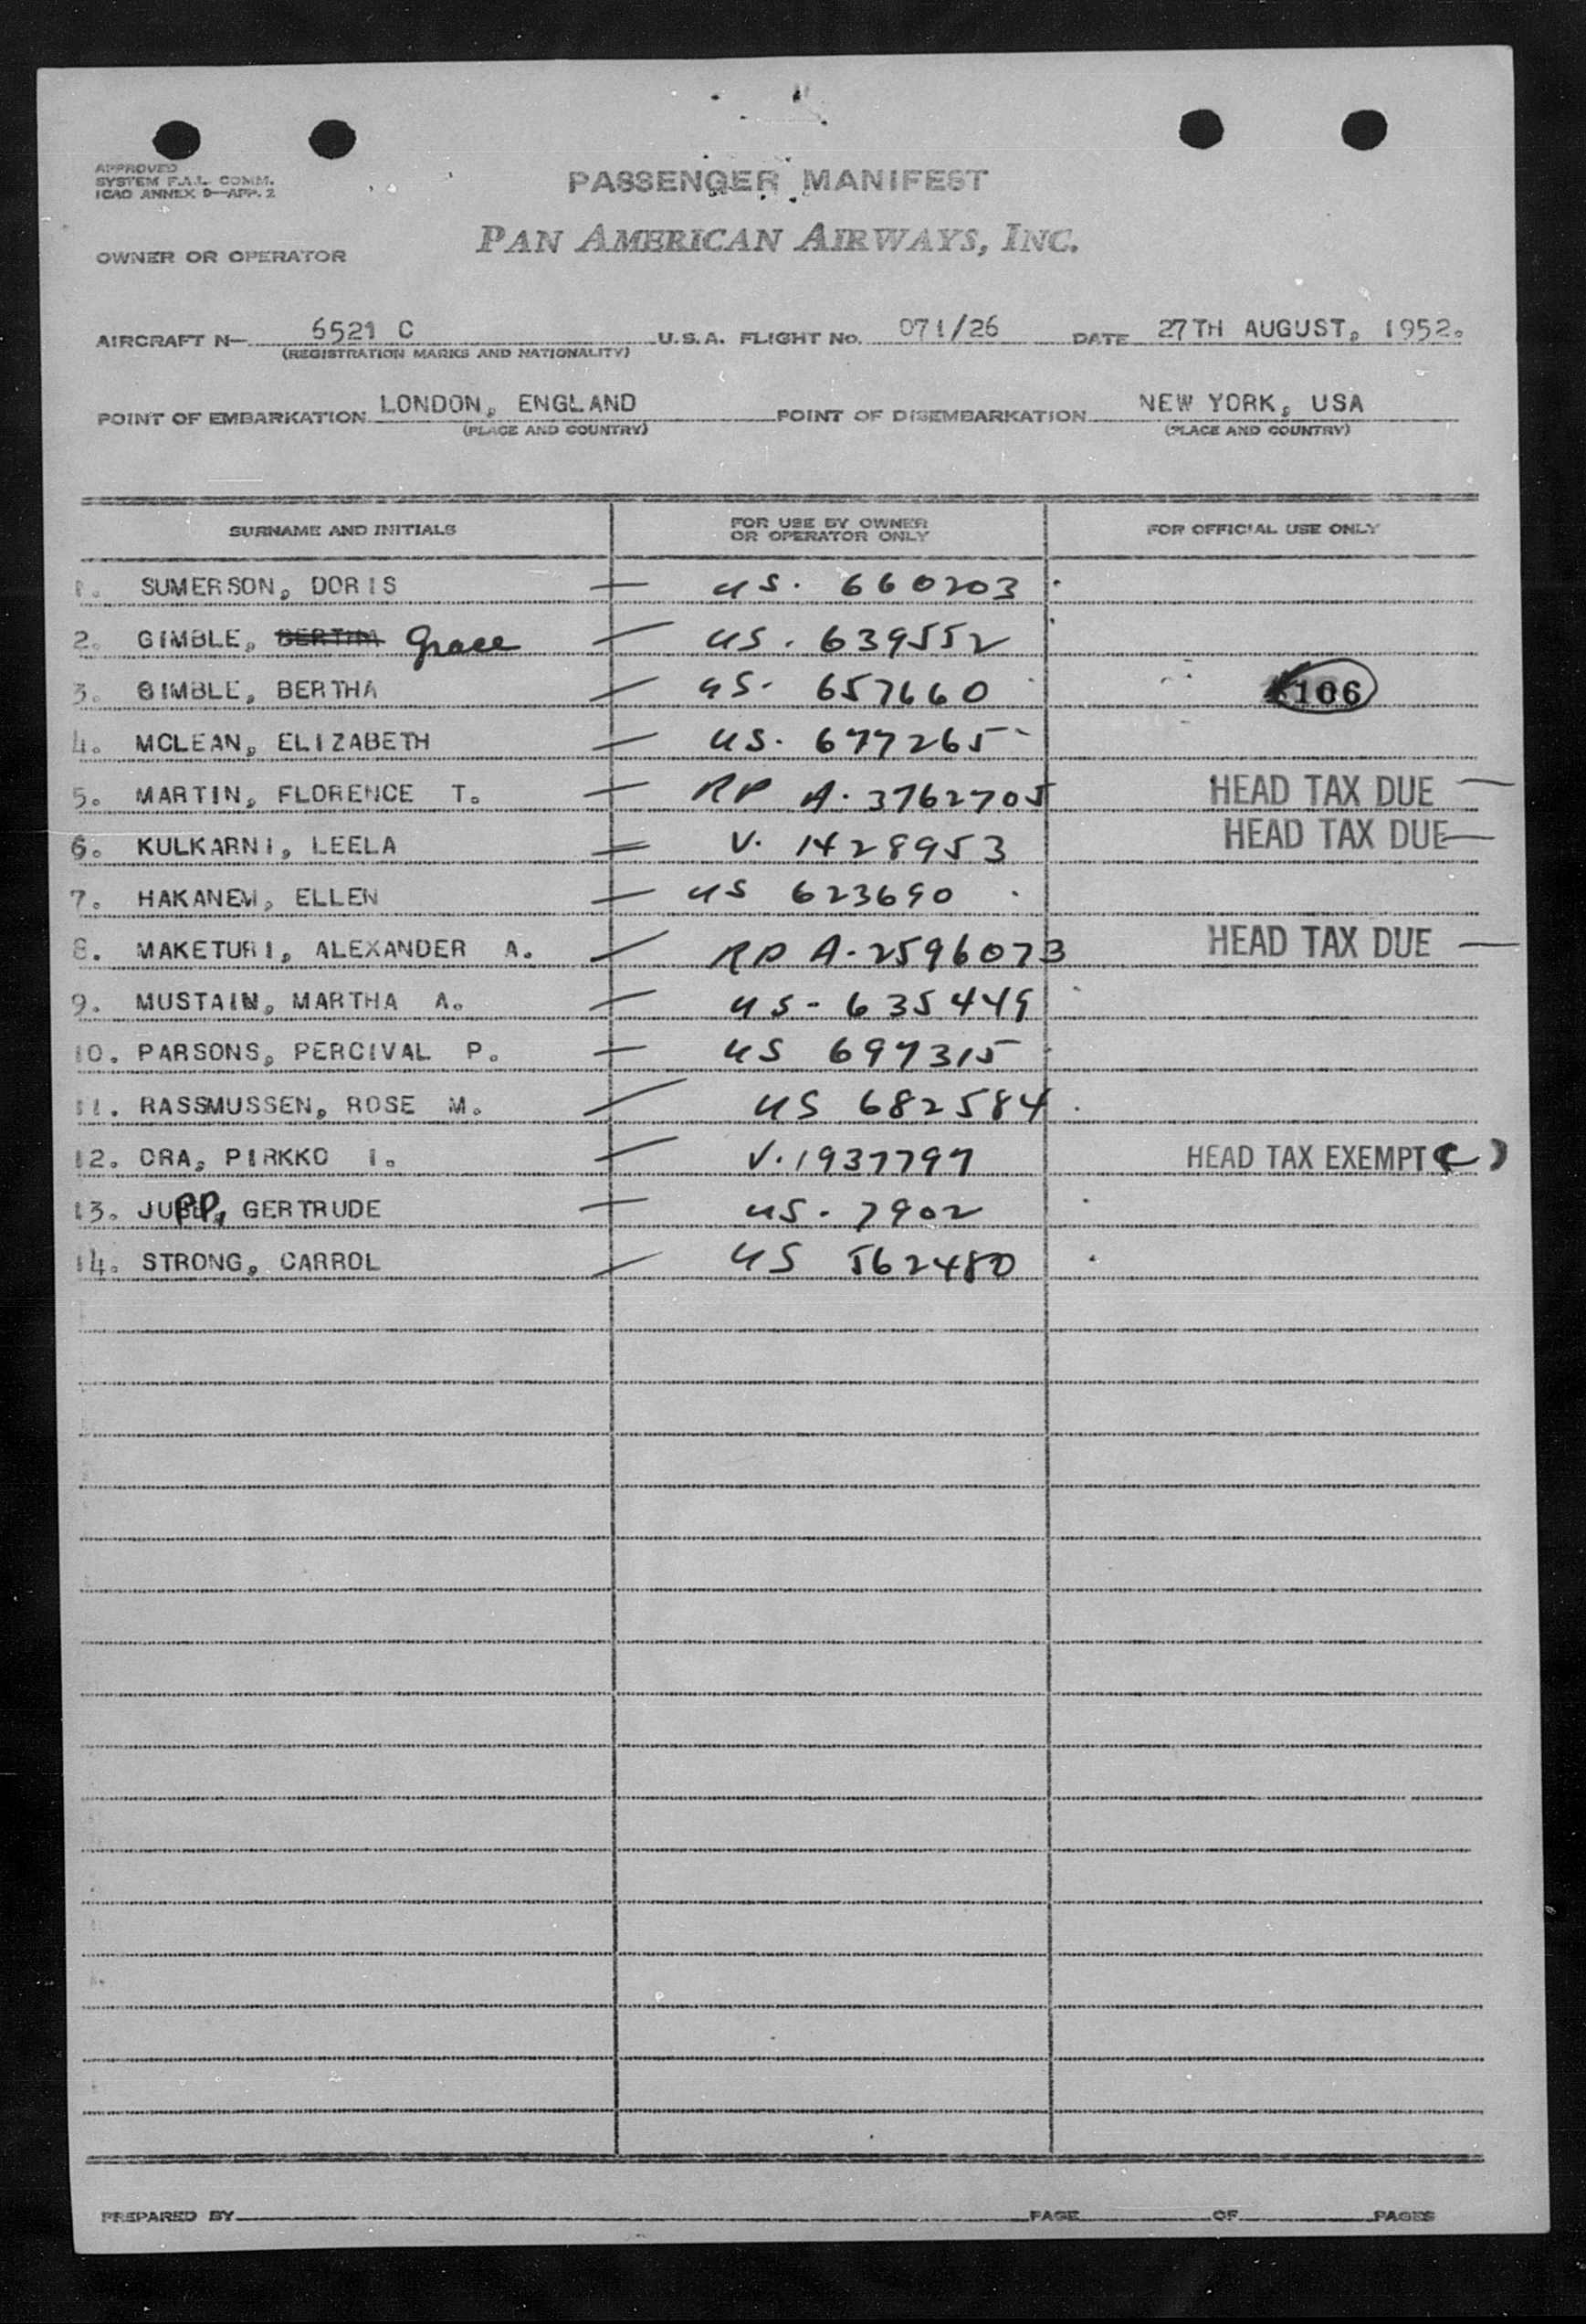 APPROVED
SYSTEM F.A.L. COMM.
ICAO ANNEX 9—APP. 2
PASSENGER MANIFEST
OWNER OR OPERATOR
PAN AMERICAN AIRWAYS, INC.
AIRCRAFT N— 6521 C U.S.A. FLIGHT No. 071/26 DATE 27TH AUGUST, 1952.
(REGISTRATION MARKS AND NATIONALITY)
POINT OF EMBARKATION LONDON, ENGLAND POINT OF DISEMBARKATION NEW YORK, USA
(PLACE AND COUNTRY) (PLACE AND COUNTRY)
SURNAME AND INITIALS FOR USE BY OWNER OR OPERATOR ONLY FOR OFFICIAL USE ONLY
1. SUMERSON, DORIS — US. 660203
2. GIMBLE, BERTHA Grace — US. 639552
3. GIMBLE, BERTHA — US. 657660 106
4. MCLEAN, ELIZABETH — US. 677265
5. MARTIN, FLORENCE T. — RP A. 3762705 HEAD TAX DUE —
6. KULKARNI, LEELA — V. 1428953 HEAD TAX DUE —
7. HAKANEM, ELLEN — US 623690
8. MAKETURI, ALEXANDER A. — RP A-2596073 HEAD TAX DUE —
9. MUSTAIN, MARTHA A. — US- 635449
10. PARSONS, PERCIVAL P. — US 697315
11. RASSMUSSEN, ROSE M. — US 682584
12. ORA, PIRKKO I. — V. 1937797 HEAD TAX EXEMPT ( )
13. JUPP, GERTRUDE — US. 7902
14. STRONG, CARROL — US 562480
PREPARED BY PAGE OF PAGES